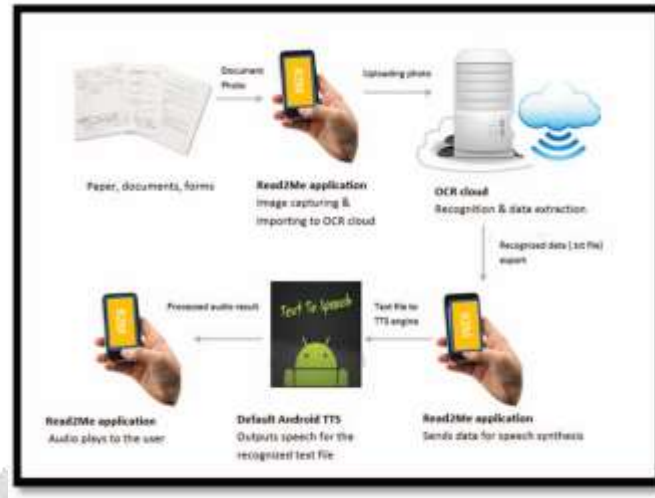 Document
Photo
Uploading photo
Paper, documents, forms
Read2Me application
Image capturing &
importing to OCR cloud
OCR cloud
Recognition & data extraction
Recognized data (.txt file)
export
Processed audio result
Text To Speech
Text file to
TTS engine
Read2Me application
Audio plays to the user
Default Android TTS
Outputs speech for the
recognized text file
Read2Me application
Sends data for speech synthesis